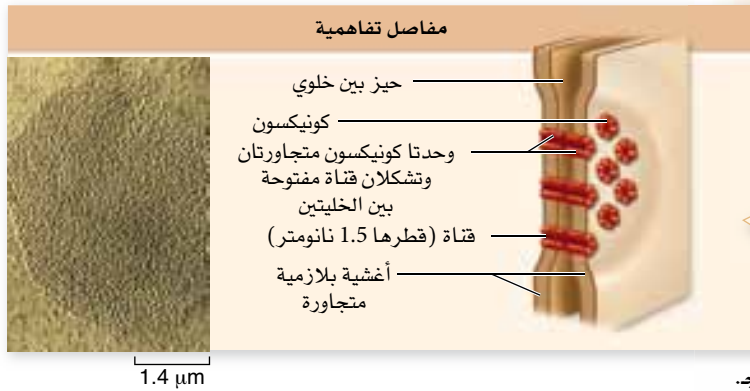 مفاصل تفاهمية
حيز بين خلوي
كونيكسون
وحدتا كونيكسون متجاورتان
وتشكلان قناة مفتوحة
بين الخليتين
قناة (قطرها 1.5 نانومتر)
أغشية بلازمية
متجاورة
1.4 µm